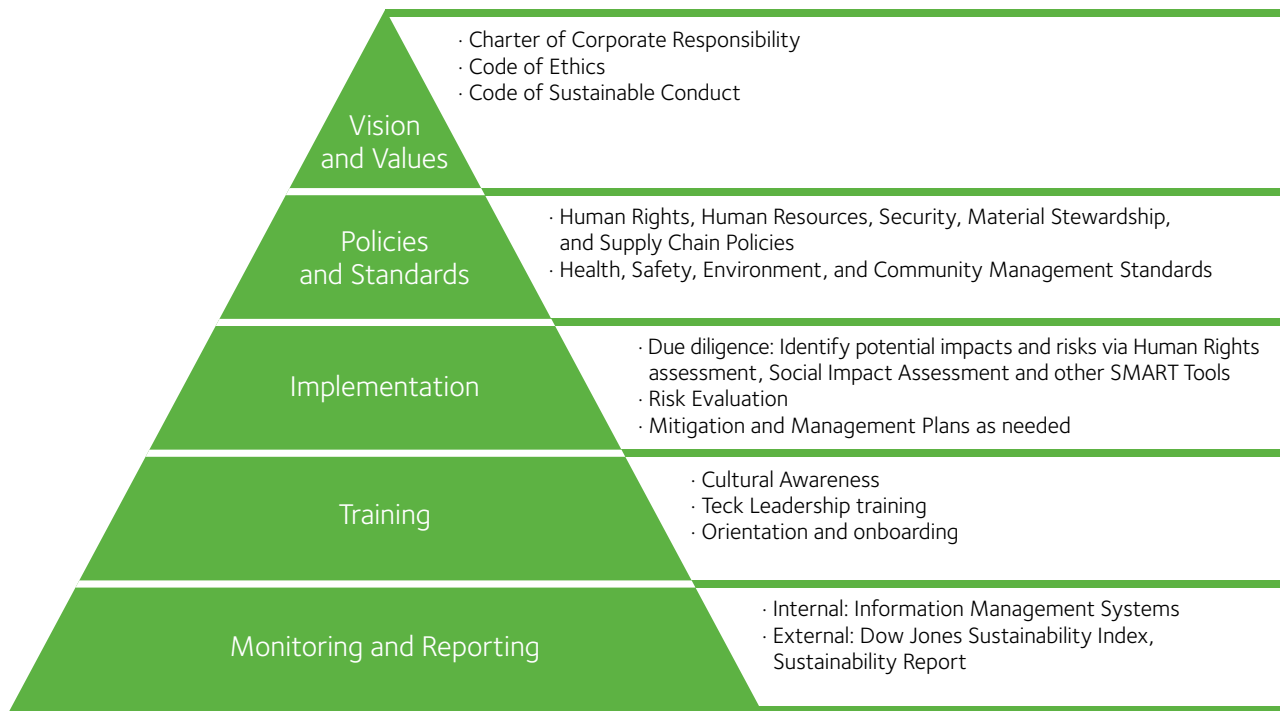 · Charter of Corporate Responsibility
· Code of Ethics
· Code of Sustainable Conduct
Vision
and Values
· Human Rights, Human Resources, Security, Material Stewardship,
and Supply Chain Policies
· Health, Safety, Environment, and Community Management Standards
Policies
and Standards
· Due diligence: Identify potential impacts and risks via Human Rights
assessment, Social Impact Assessment and other SMART Tools
· Risk Evaluation
· Mitigation and Management Plans as needed
Implementation
· Cultural Awareness
· Teck Leadership training
· Orientation and onboarding
Training
· Internal: Information Management Systems
· External: Dow Jones Sustainability Index,
Sustainability Report
Monitoring and Reporting